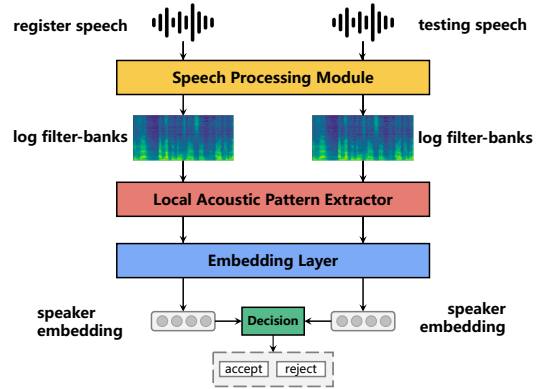 register speech
testing speech
Speech Processing Module
log filter-banks
log filter-banks
Local Acoustic Pattern Extractor
Embedding Layer
speaker
embedding
Decision
speaker
embedding
accept
reject